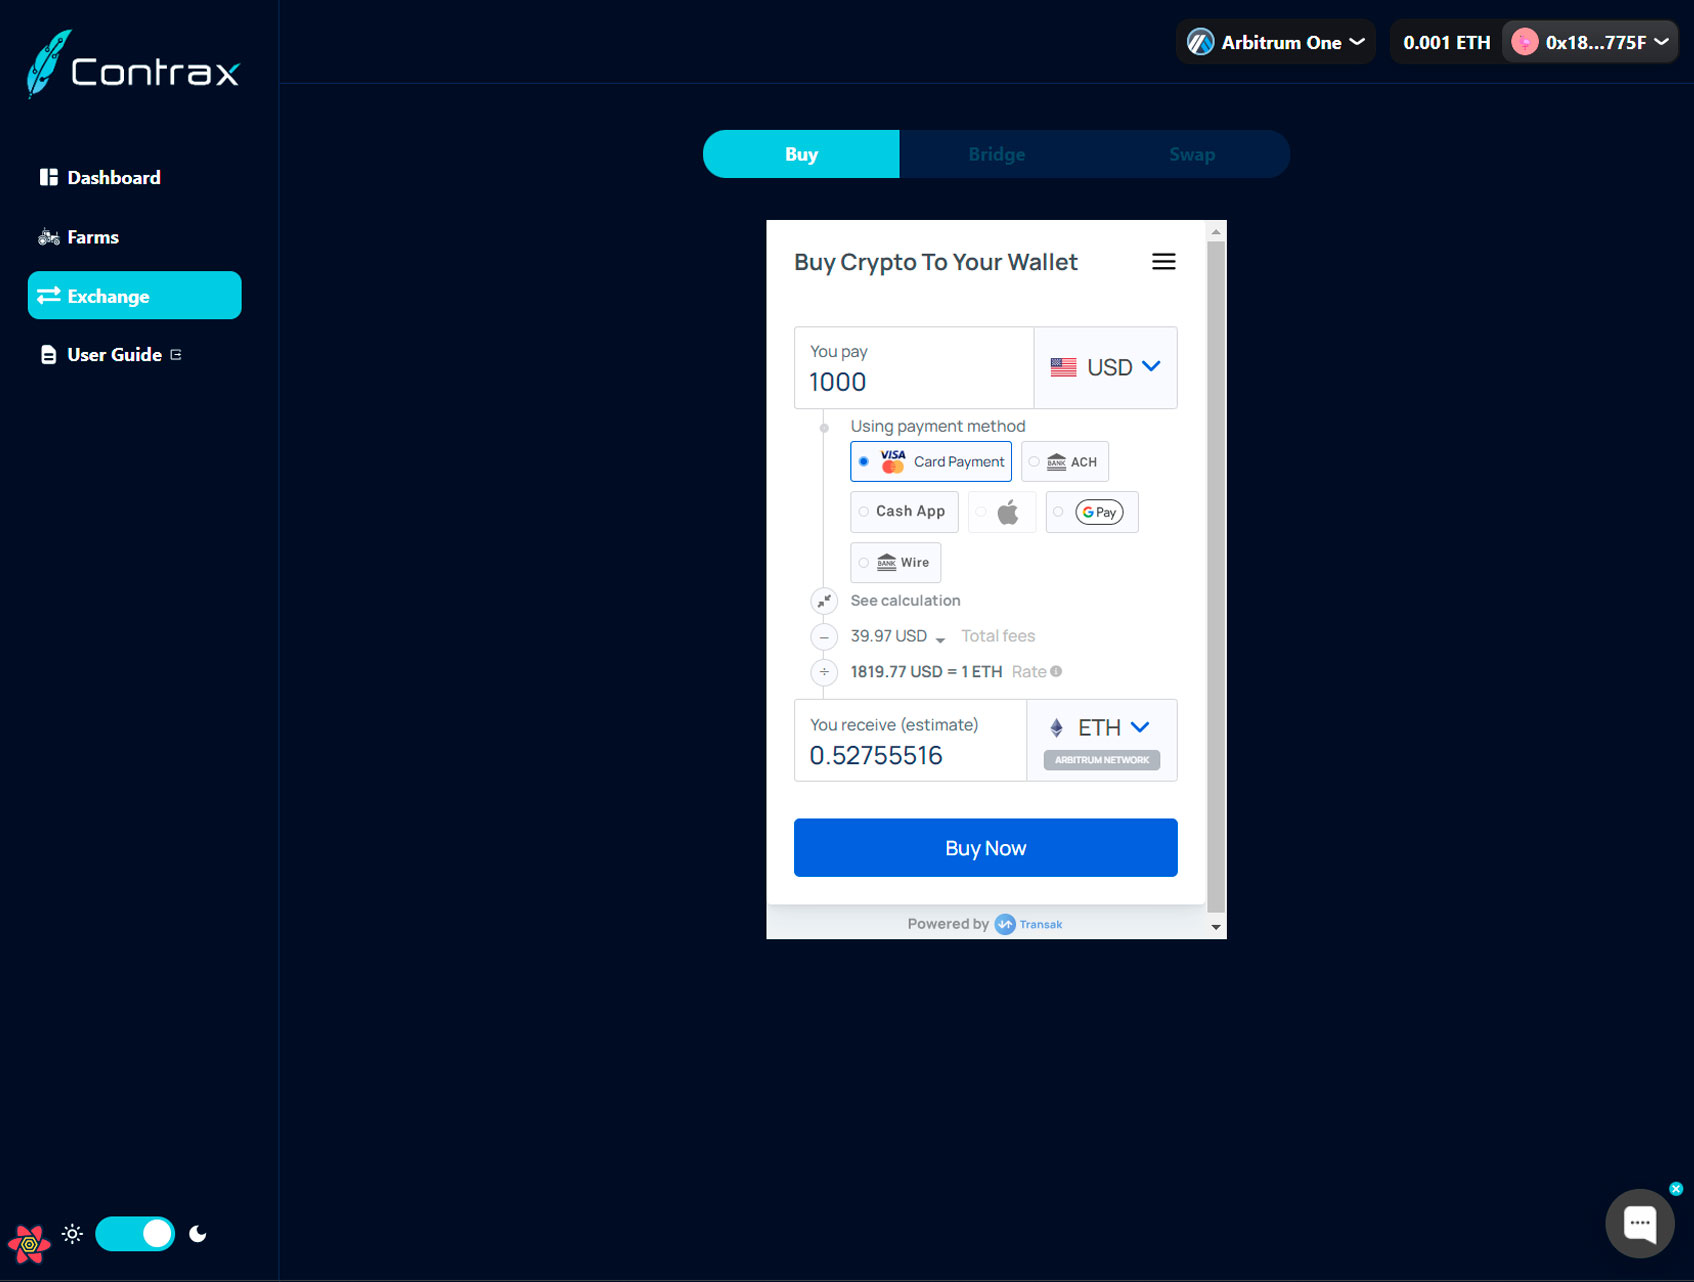 Contrax
Arbitrum One
0.001 ETH
0x18...775F
Dashboard
Farms
Exchange
User Guide
Buy
Bridge
Swap
Buy Crypto To Your Wallet
You pay
1000
USD
Using payment method
VISA Card Payment
BANK ACH
Cash App
G Pay
BANK Wire
See calculation
39.97 USD Total fees
1819.77 USD = 1 ETH Rate
You receive (estimate)
0.52755516
ETH
ARBITRUM NETWORK
Buy Now
Powered by Transak